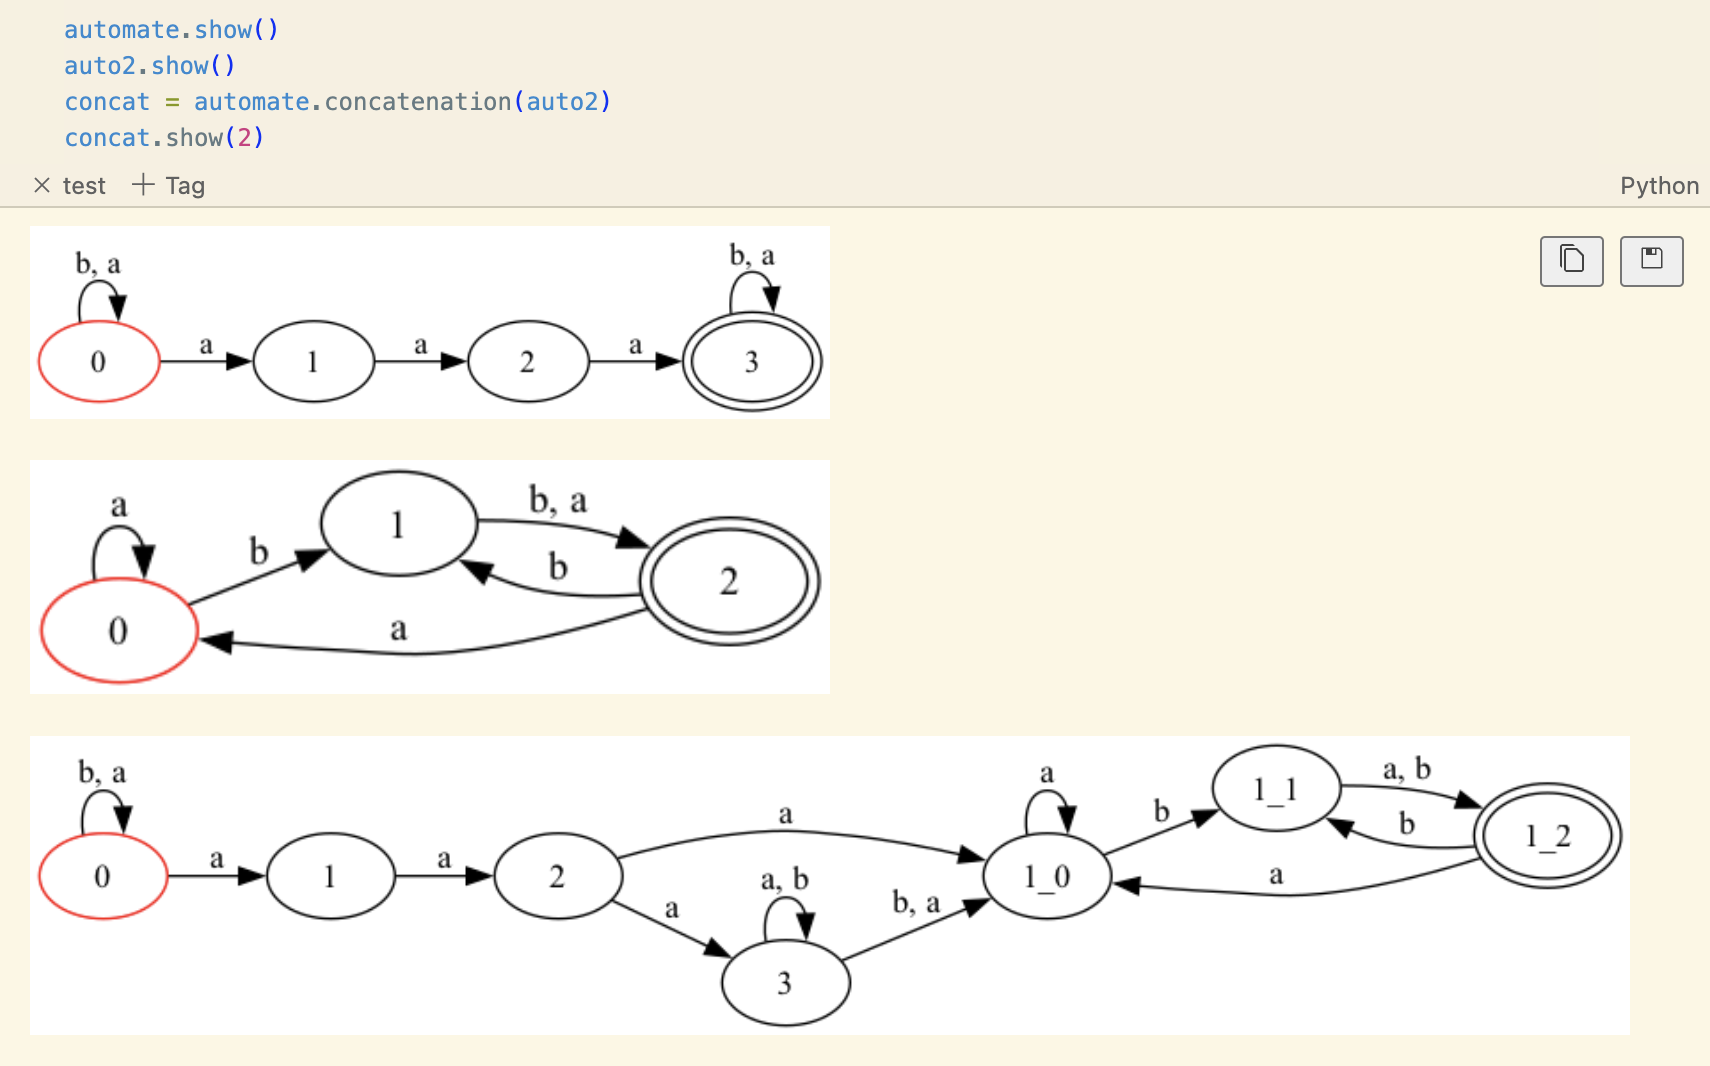 automate.show()
auto2.show()
concat = automate.concatenation(auto2)
concat.show(2)
× test + Tag
Python
b, a
b, a
0
a
1
a
2
a
3
a
b
1
b, a
b
2
0
a
b, a
0
a
1
a
2
a
a
a, b
3
b, a
a
1_0
b
1_1
a, b
b
1_2
a